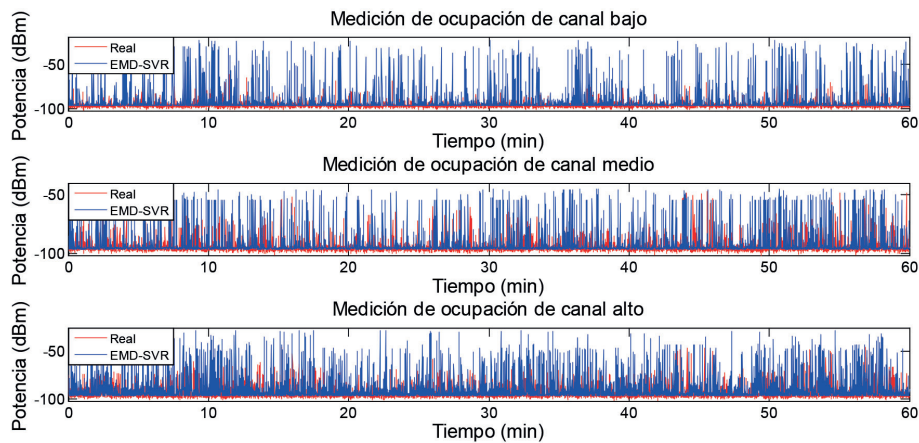 Medición de ocupación de canal bajo
Potencia (dBm)
-50
-100
Real
EMD-SVR
0 10 20 30 40 50 60
Tiempo (min)
Medición de ocupación de canal medio
Potencia (dBm)
-50
-100
Real
EMD-SVR
0 10 20 30 40 50 60
Tiempo (min)
Medición de ocupación de canal alto
Potencia (dBm)
-50
-100
Real
EMD-SVR
0 10 20 30 40 50 60
Tiempo (min)